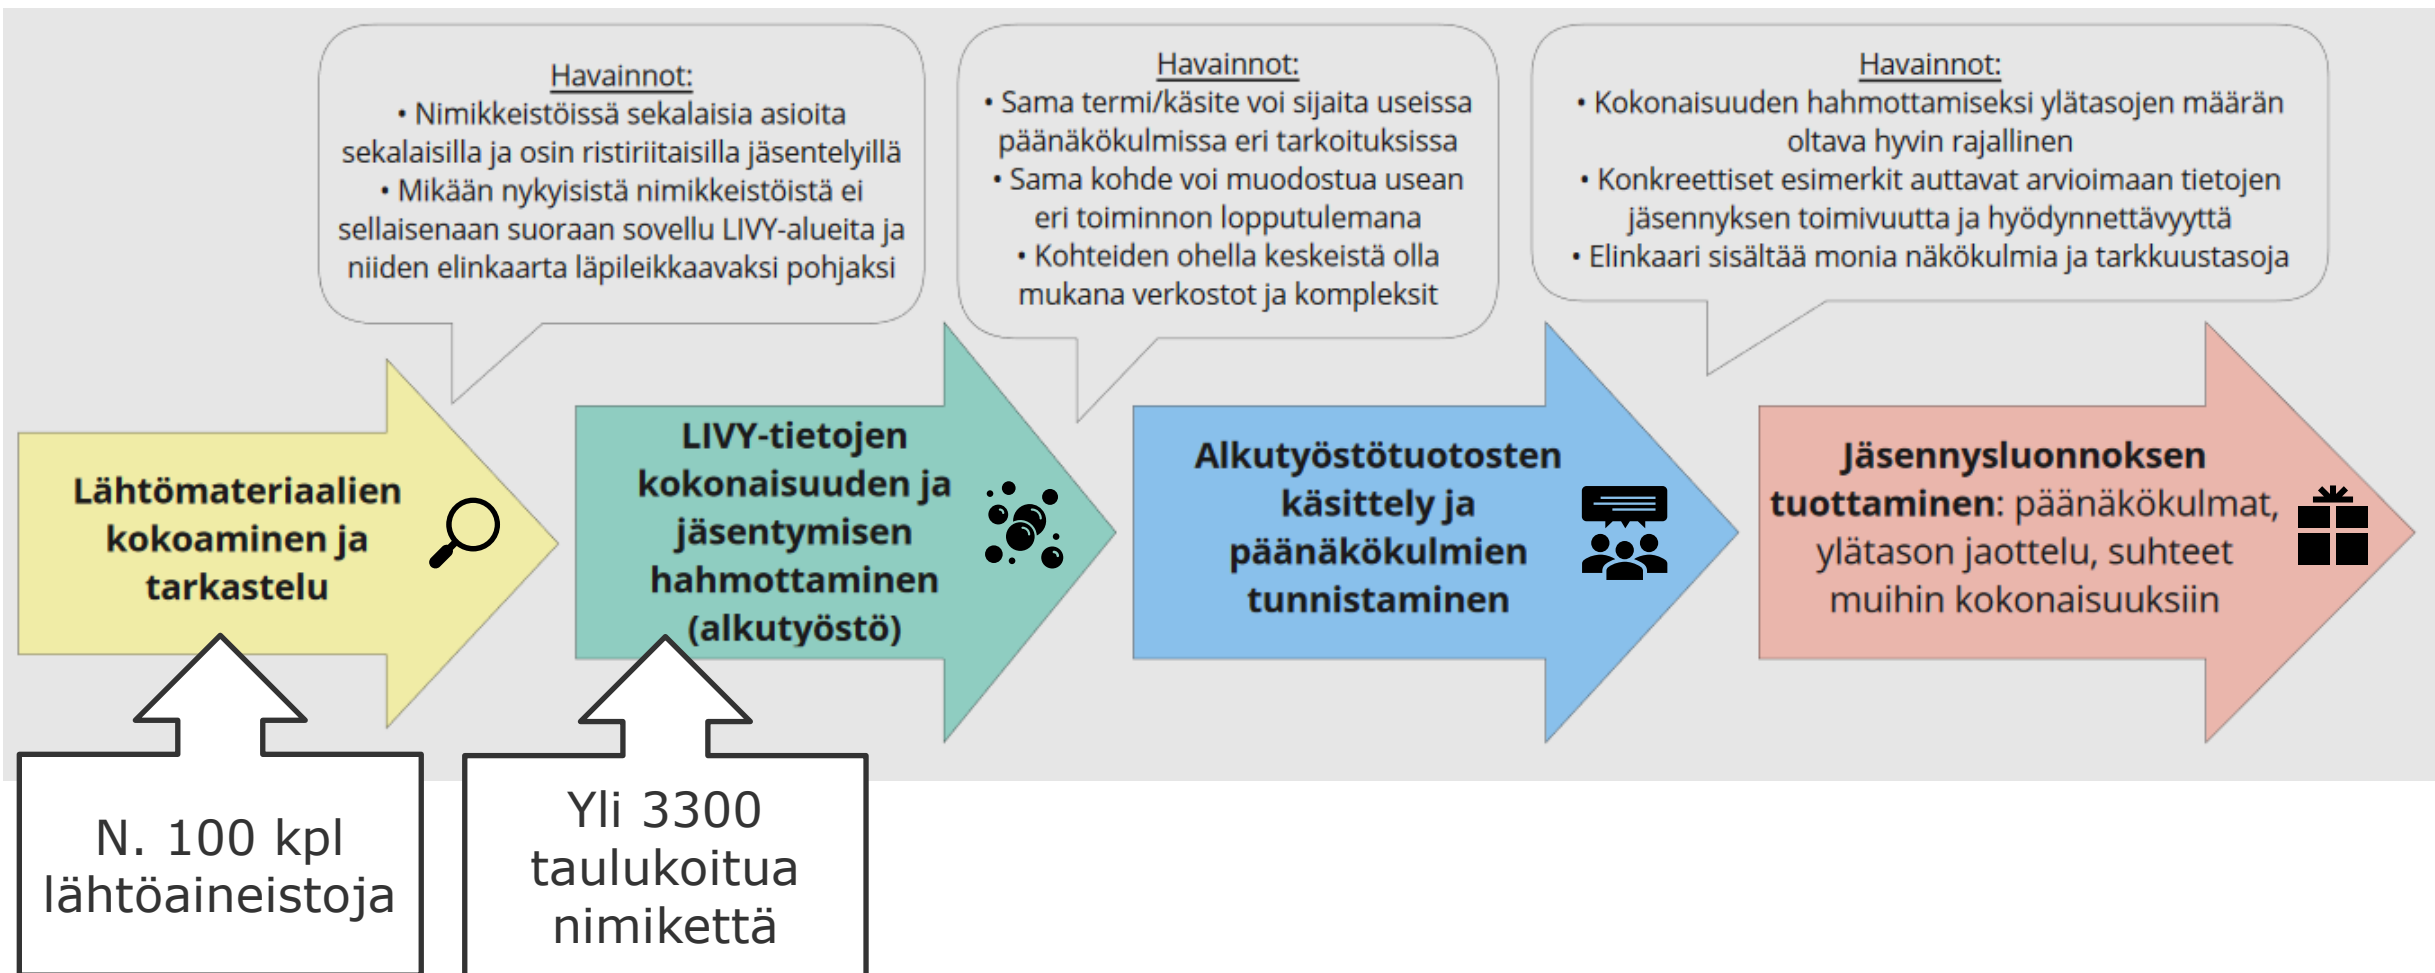 Havainnot:
• Nimikkeistöissä sekalaisia asioita
sekalaisilla ja osin ristiriitaisilla jäsentelyillä
• Mikään nykyisistä nimikkeistöistä ei
sellaisenaan suoraan sovellu LIVY-alueita ja
niiden elinkaarta läpileikkaavaksi pohjaksi
Havainnot:
• Sama termi/käsite voi sijaita useissa
päänäkökulmissa eri tarkoituksissa
• Sama kohde voi muodostua usean
eri toiminnon lopputulemana
• Kohteiden ohella keskeistä olla
mukana verkostot ja kompleksit
Havainnot:
• Kokonaisuuden hahmottamiseksi ylätasojen määrän
oltava hyvin rajallinen
• Konkreettiset esimerkit auttavat arvioimaan tietojen
jäsennyksen toimivuutta ja hyödynnettävyyttä
• Elinkaari sisältää monia näkökulmia ja tarkkuustasoja
Lähtömateriaalien
kokoaminen ja
tarkastelu
LIVY-tietojen
kokonaisuuden ja
jäsentymisen
hahmottaminen
(alkutyöstö)
Alkutyöstötuotosten
käsittely ja
päänäkökulmien
tunnistaminen
Jäsennysluonnoksen
tuottaminen: päänäkökulmat,
ylätason jaottelu, suhteet
muihin kokonaisuuksiin
N. 100 kpl
lähtöaineistoja
Yli 3300
taulukoitua
nimikettä